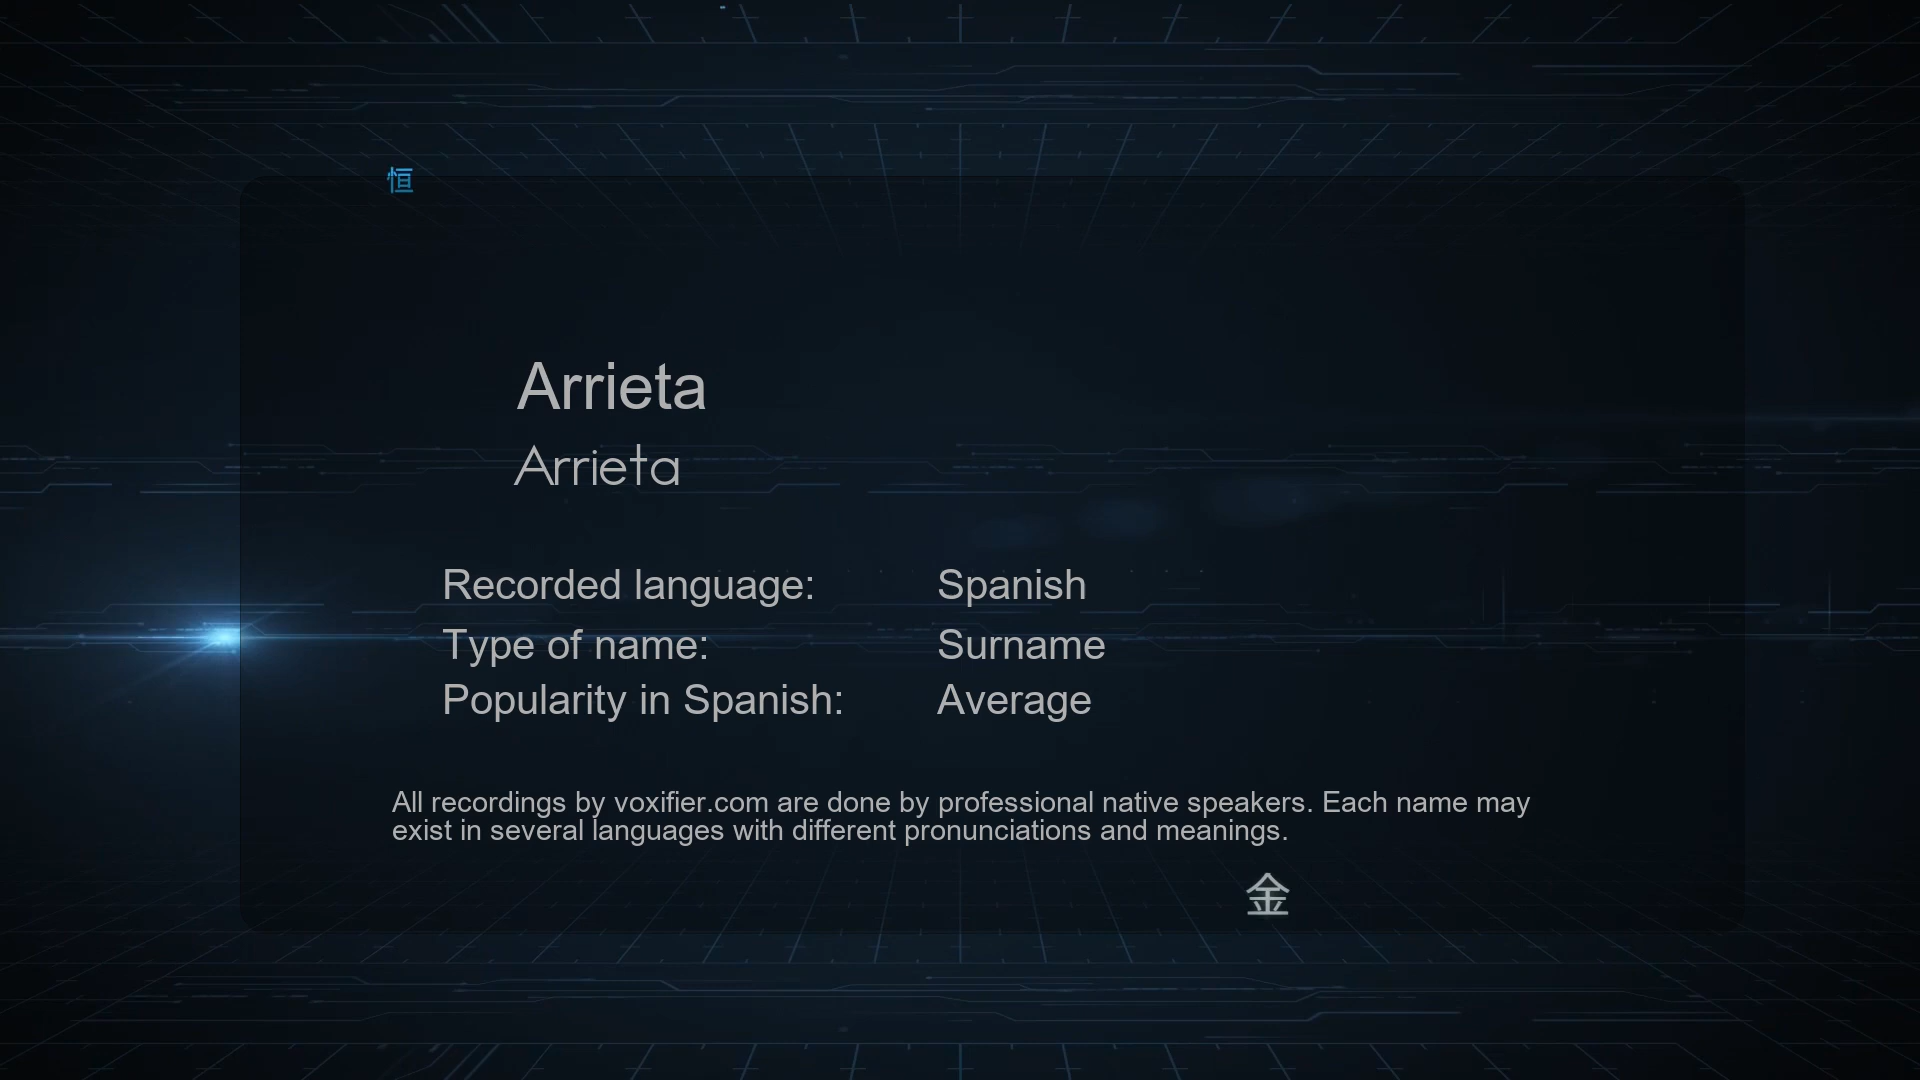 恒
Arrieta
Arrieta
Recorded language: Spanish
Type of name: Surname
Popularity in Spanish: Average
All recordings by voxifier.com are done by professional native speakers. Each name may
exist in several languages with different pronunciations and meanings.
金